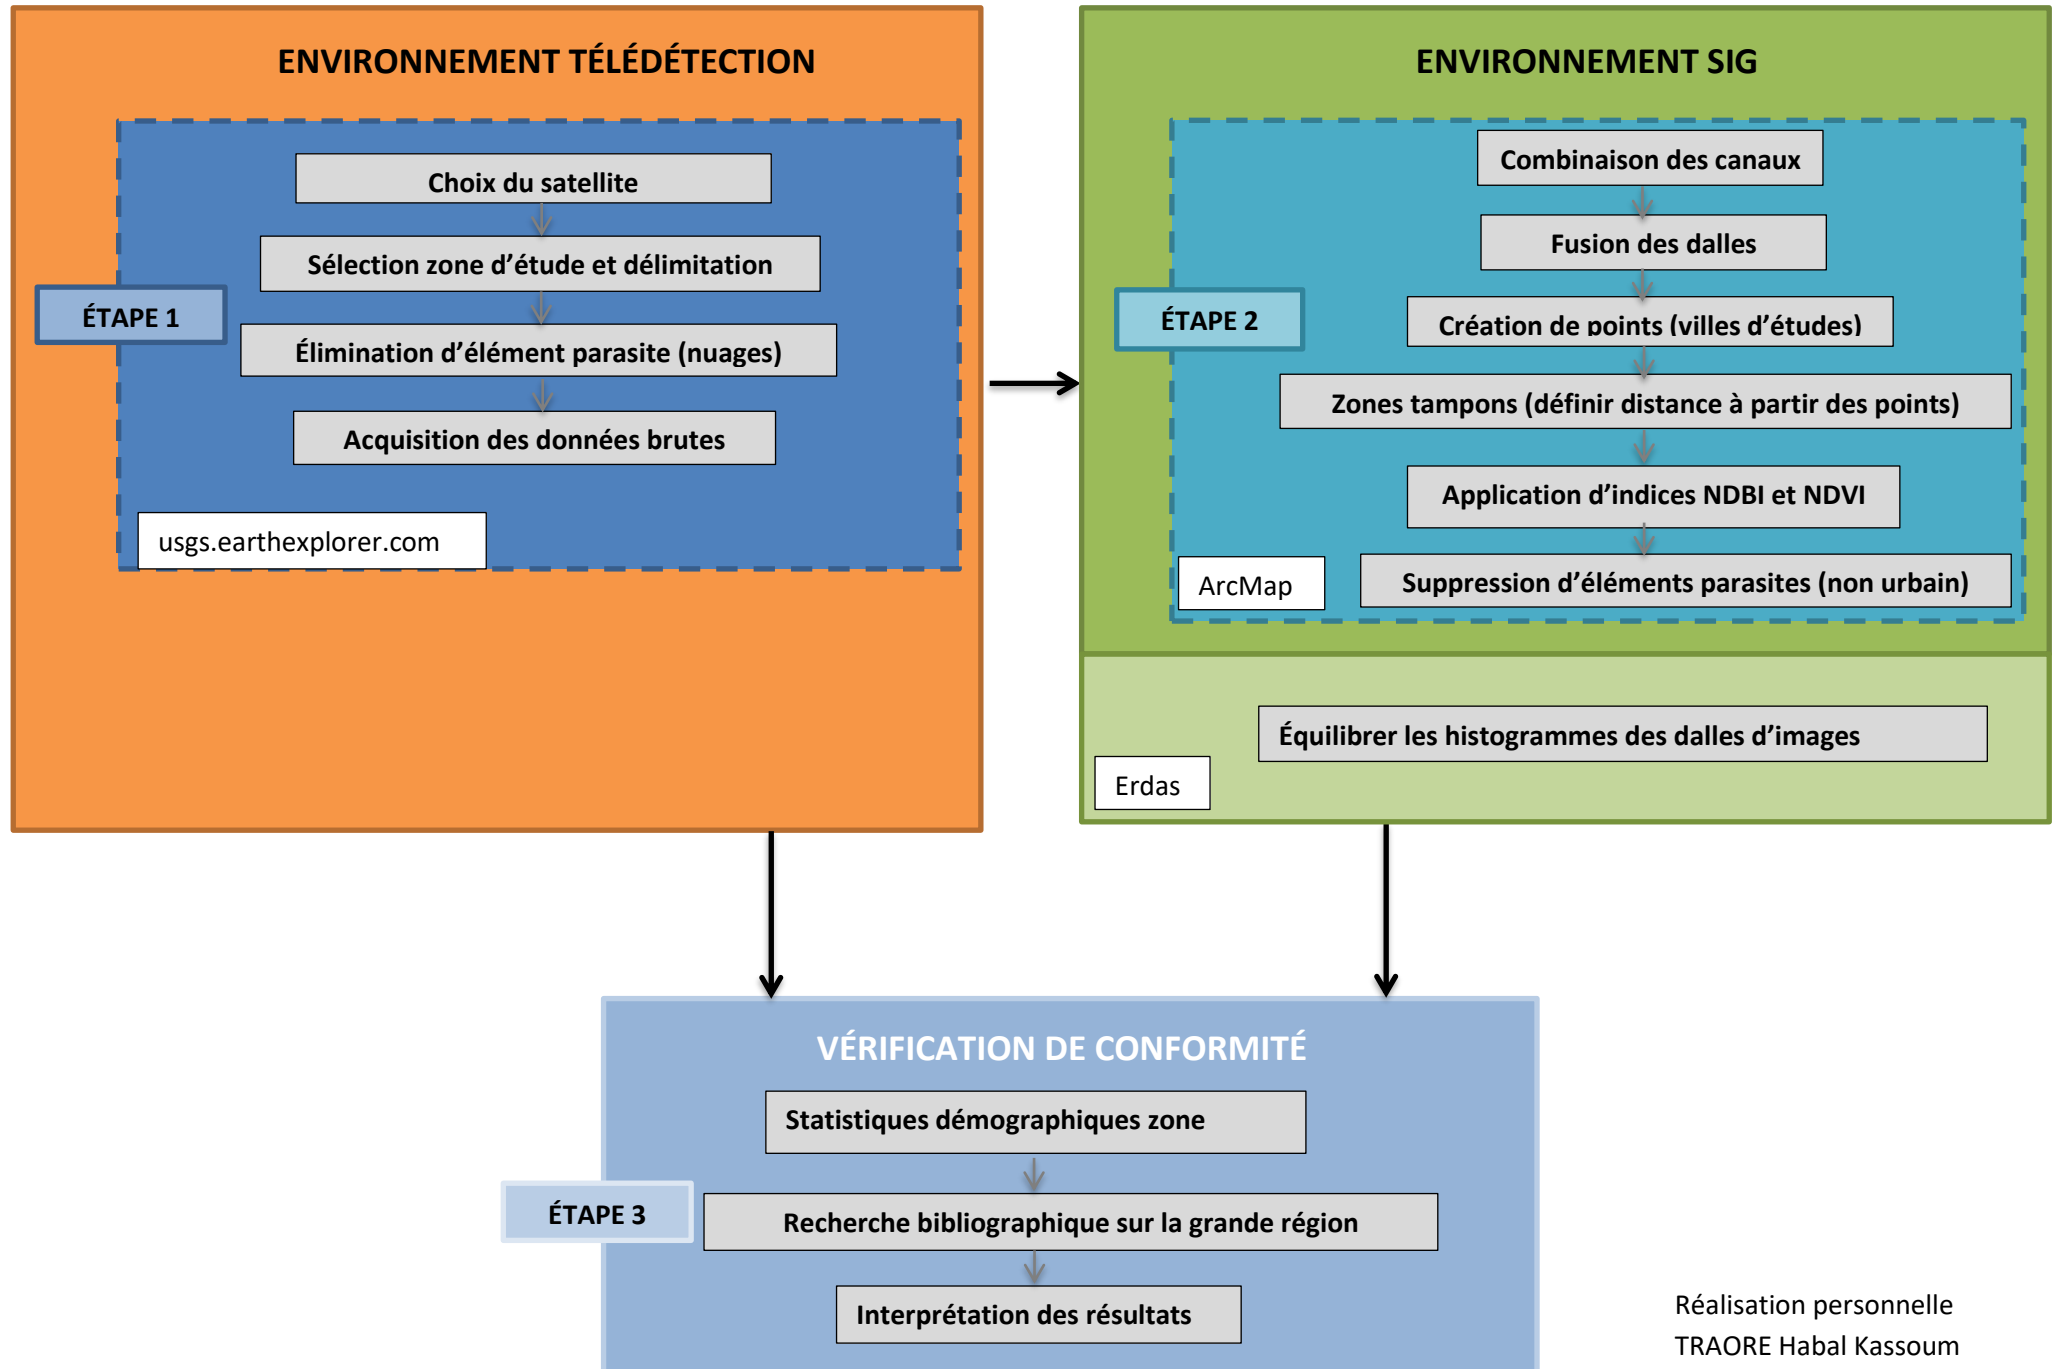 ENVIRONNEMENT TÉLÉDÉTECTION
Choix du satellite
Sélection zone d’étude et délimitation
ÉTAPE 1
Élimination d’élément parasite (nuages)
Acquisition des données brutes
usgs.earthexplorer.com
ENVIRONNEMENT SIG
Combinaison des canaux
Fusion des dalles
ÉTAPE 2
Création de points (villes d’études)
Zones tampons (définir distance à partir des points)
Application d’indices NDBI et NDVI
ArcMap
Suppression d’éléments parasites (non urbain)
Équilibrer les histogrammes des dalles d’images
Erdas
VÉRIFICATION DE CONFORMITÉ
Statistiques démographiques zone
ÉTAPE 3
Recherche bibliographique sur la grande région
Interprétation des résultats
Réalisation personnelle
TRAORE Habal Kassoum